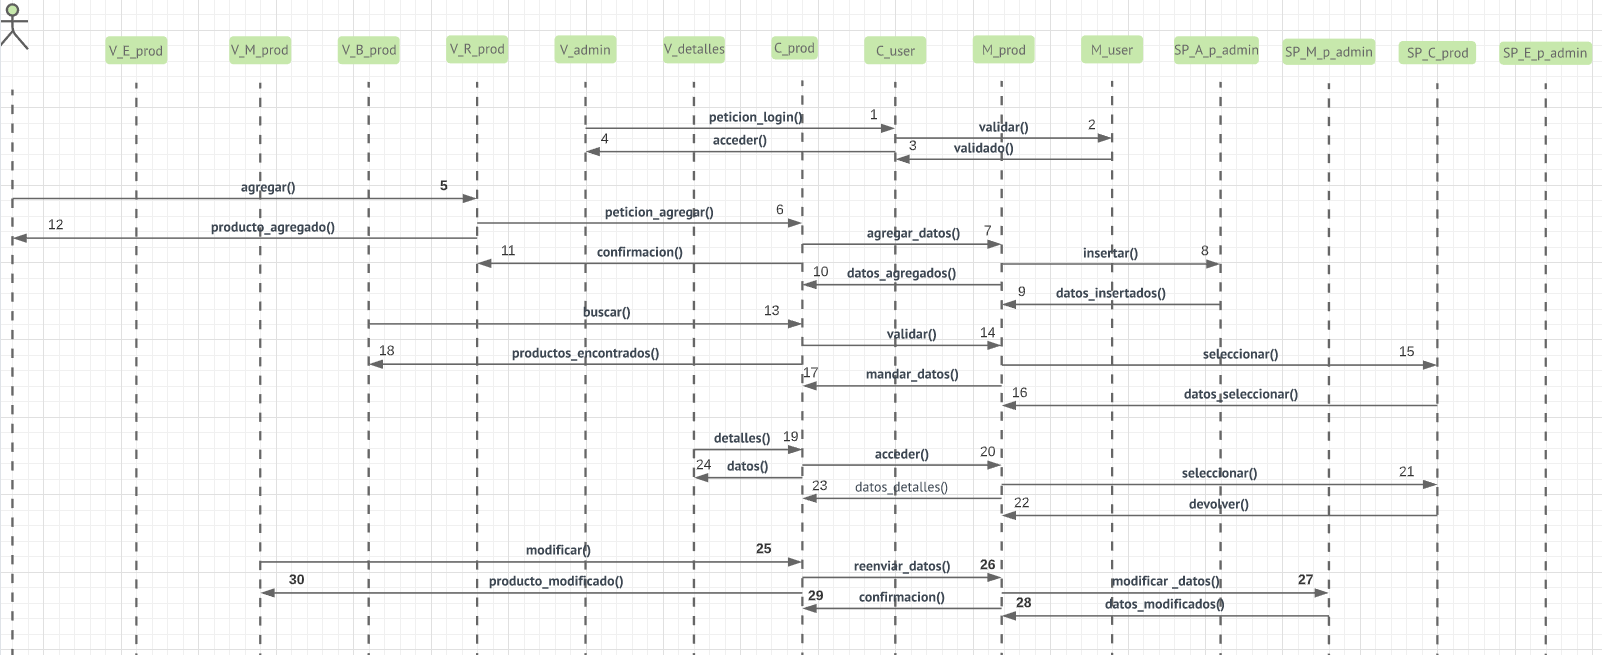 V_E_prod
V_M_prod
V_B_prod
V_R_prod
V_admin
V_detalles
C_prod
C_user
M_prod
M_user
SP_A_p_admin
SP_M_p_admin
SP_C_prod
SP_E_p_admin
peticion_login() 1
validar() 2
4 acceder()
3 validado()
agregar() 5
peticion_agregar() 6
12 producto_agregado()
agregar_datos() 7
11 confirmacion()
insertar() 8
10 datos_agregados()
9 datos_insertados()
buscar() 13
validar() 14
18 productos_encontrados()
seleccionar() 15
17 mandar_datos()
16 datos_seleccionar()
detalles() 19
acceder() 20
24 datos()
seleccionar() 21
23 datos_detalles()
22 devolver()
modificar() 25
reenviar_datos() 26
30 producto_modificado()
modificar _datos() 27
29 confirmacion()
28 datos_modificados()